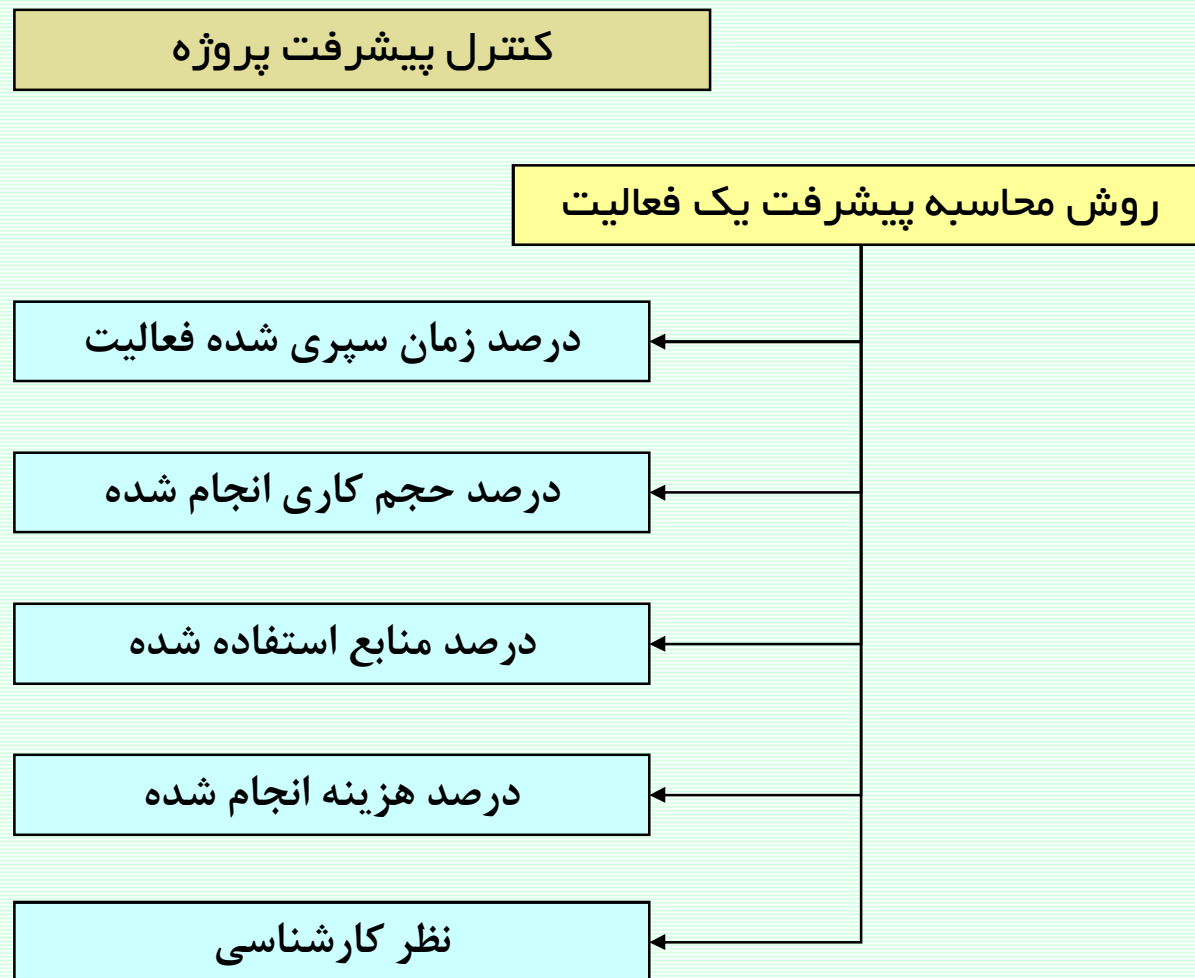 کنترل پیشرفت پروژه
روش محاسبه پیشرفت یک فعالیت
درصد زمان سپری شده فعالیت
درصد حجم کاری انجام شده
درصد منابع استفاده شده
درصد هزینه انجام شده
نظر کارشناسی